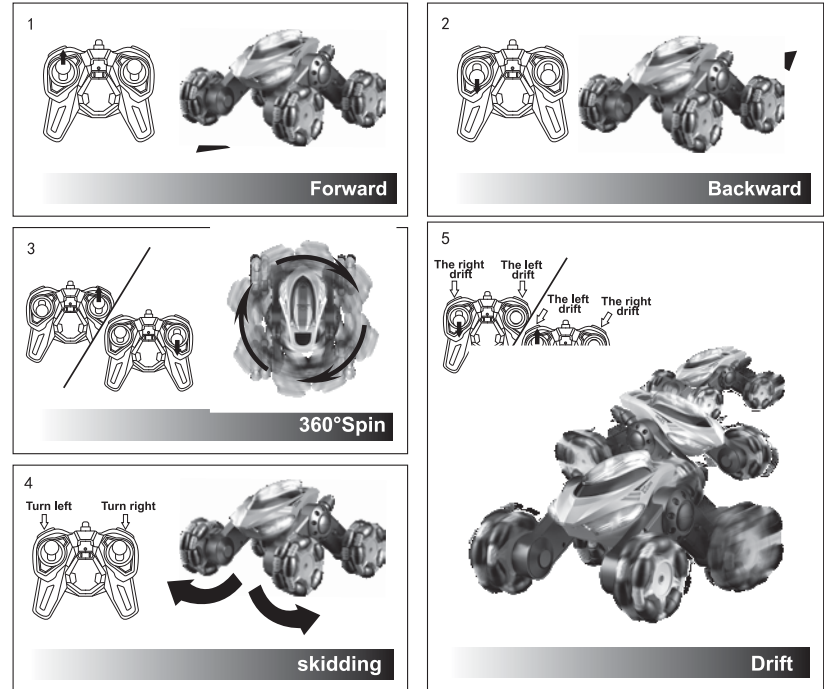 1
Forward
2
Backward
3
360°Spin
4
Turn left
Turn right
skidding
5
The right
drift
The left
drift
The left
drift
The right
drift
Drift